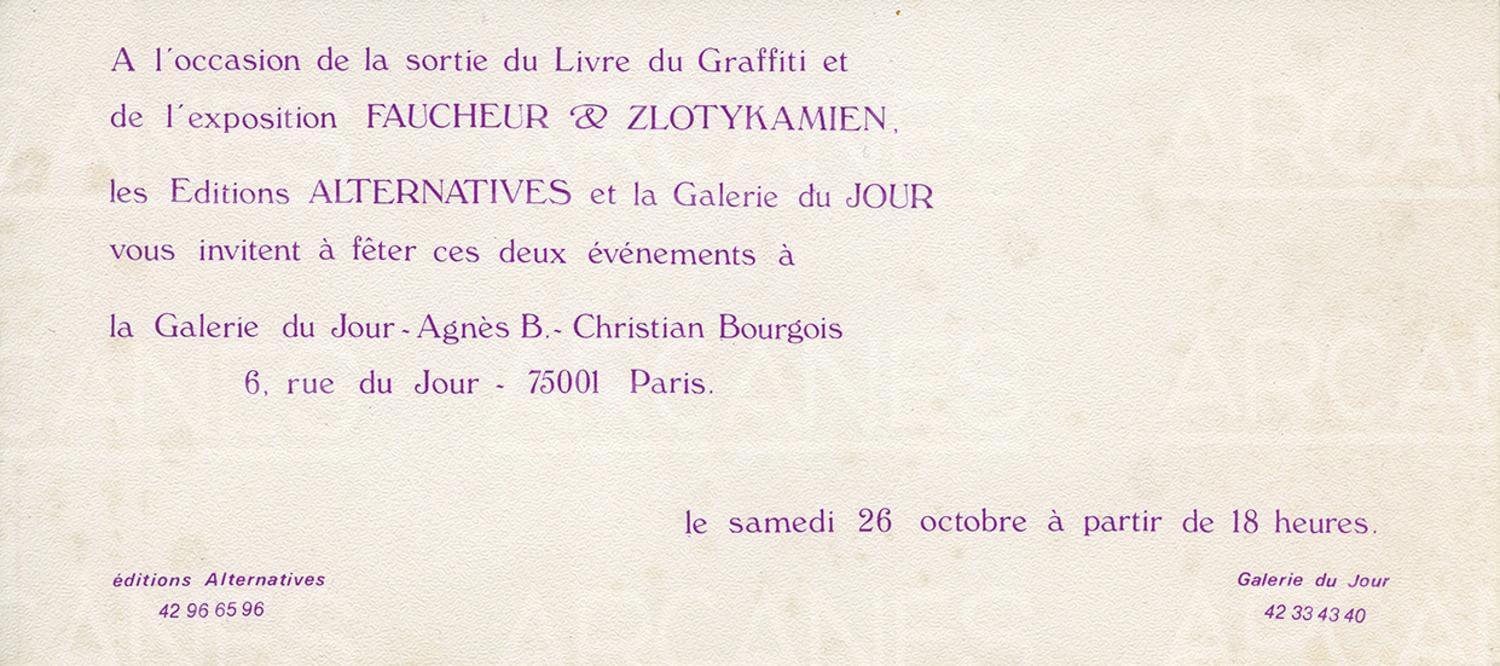 A l'occasion de la sortie du Livre du Graffiti et
de l'exposition FAUCHEUR & ZLOTYKAMIEN,
les Editions ALTERNATIVES et la Galerie du JOUR
vous invitent à fêter ces deux événements à
la Galerie du Jour - Agnès B. - Christian Bourgois
6, rue du Jour - 75001 Paris.
le samedi 26 octobre à partir de 18 heures.
éditions Alternatives
42 96 65 96
Galerie du Jour
42 33 43 40